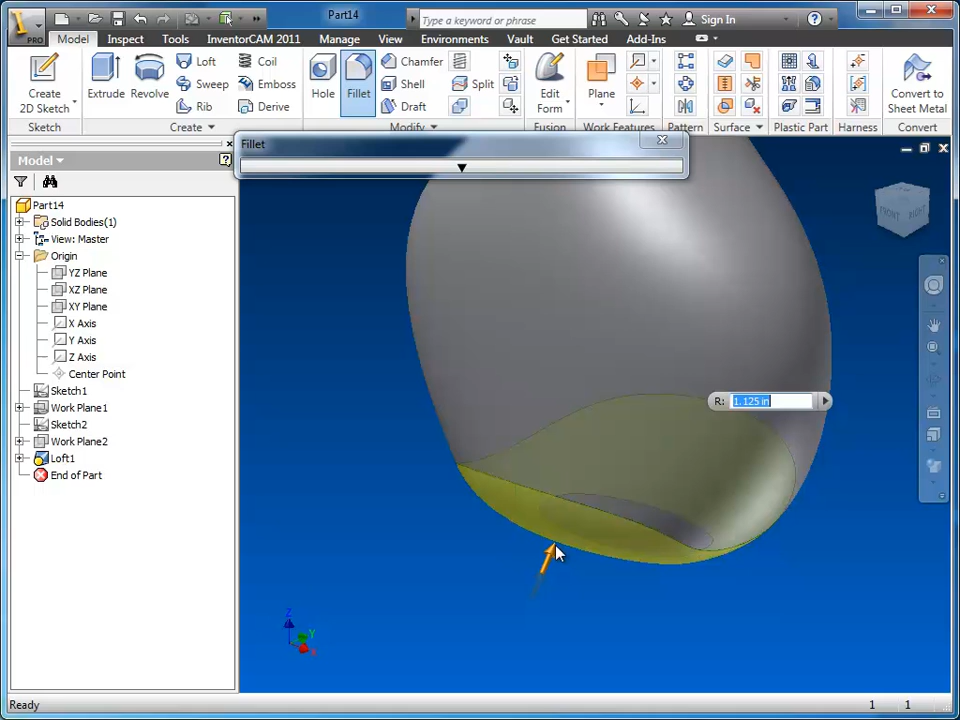 Part14
Type a keyword or phrase
Sign In
PRO
Model Inspect Tools InventorCAM 2011 Manage View Environments Vault Get Started Add-Ins
Create
2D Sketch
Extrude
Revolve
Loft
Sweep
Rib
Coil
Emboss
Derive
Hole
Fillet
Chamfer
Shell
Draft
Split
Edit
Form
Plane
Convert to
Sheet Metal
Sketch Create Modify Fusion Work Features Pattern Surface Plastic Part Harness Convert
Fillet
Model
Part14
Solid Bodies(1)
View: Master
Origin
YZ Plane
XZ Plane
XY Plane
X Axis
Y Axis
Z Axis
Center Point
Sketch1
Work Plane1
Sketch2
Work Plane2
Loft1
End of Part
FRONT RIGHT
R: 1.125 in
Z
Y
X
Ready 1 1